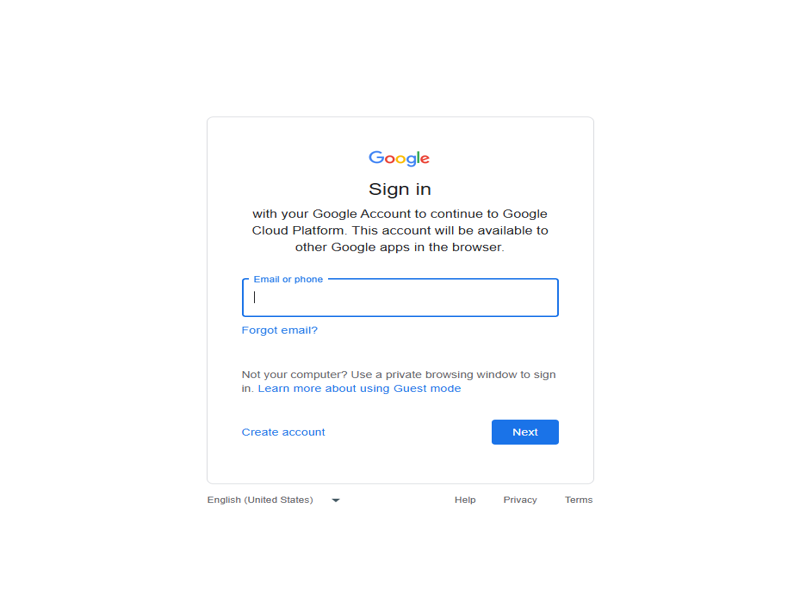 Google
Sign in
with your Google Account to continue to Google
Cloud Platform. This account will be available to
other Google apps in the browser.
Email or phone
Forgot email?
Not your computer? Use a private browsing window to sign
in. Learn more about using Guest mode
Create account
Next
English (United States)
Help
Privacy
Terms